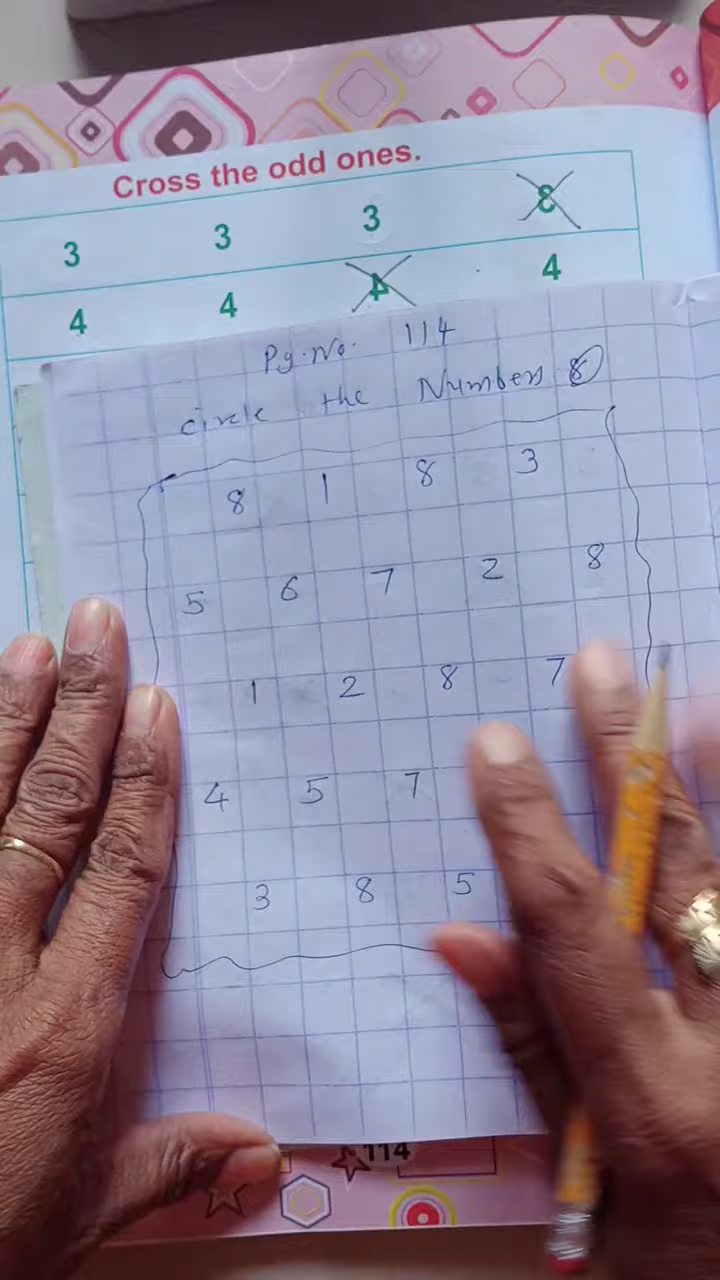 Cross the odd ones.
3 3 3 3
4 4 4 4
Pg. No. 114
circle the Numbers 8
8 1 8 3
5 6 7 2 8
1 2 8 7
4 5 7
3 8 5
114